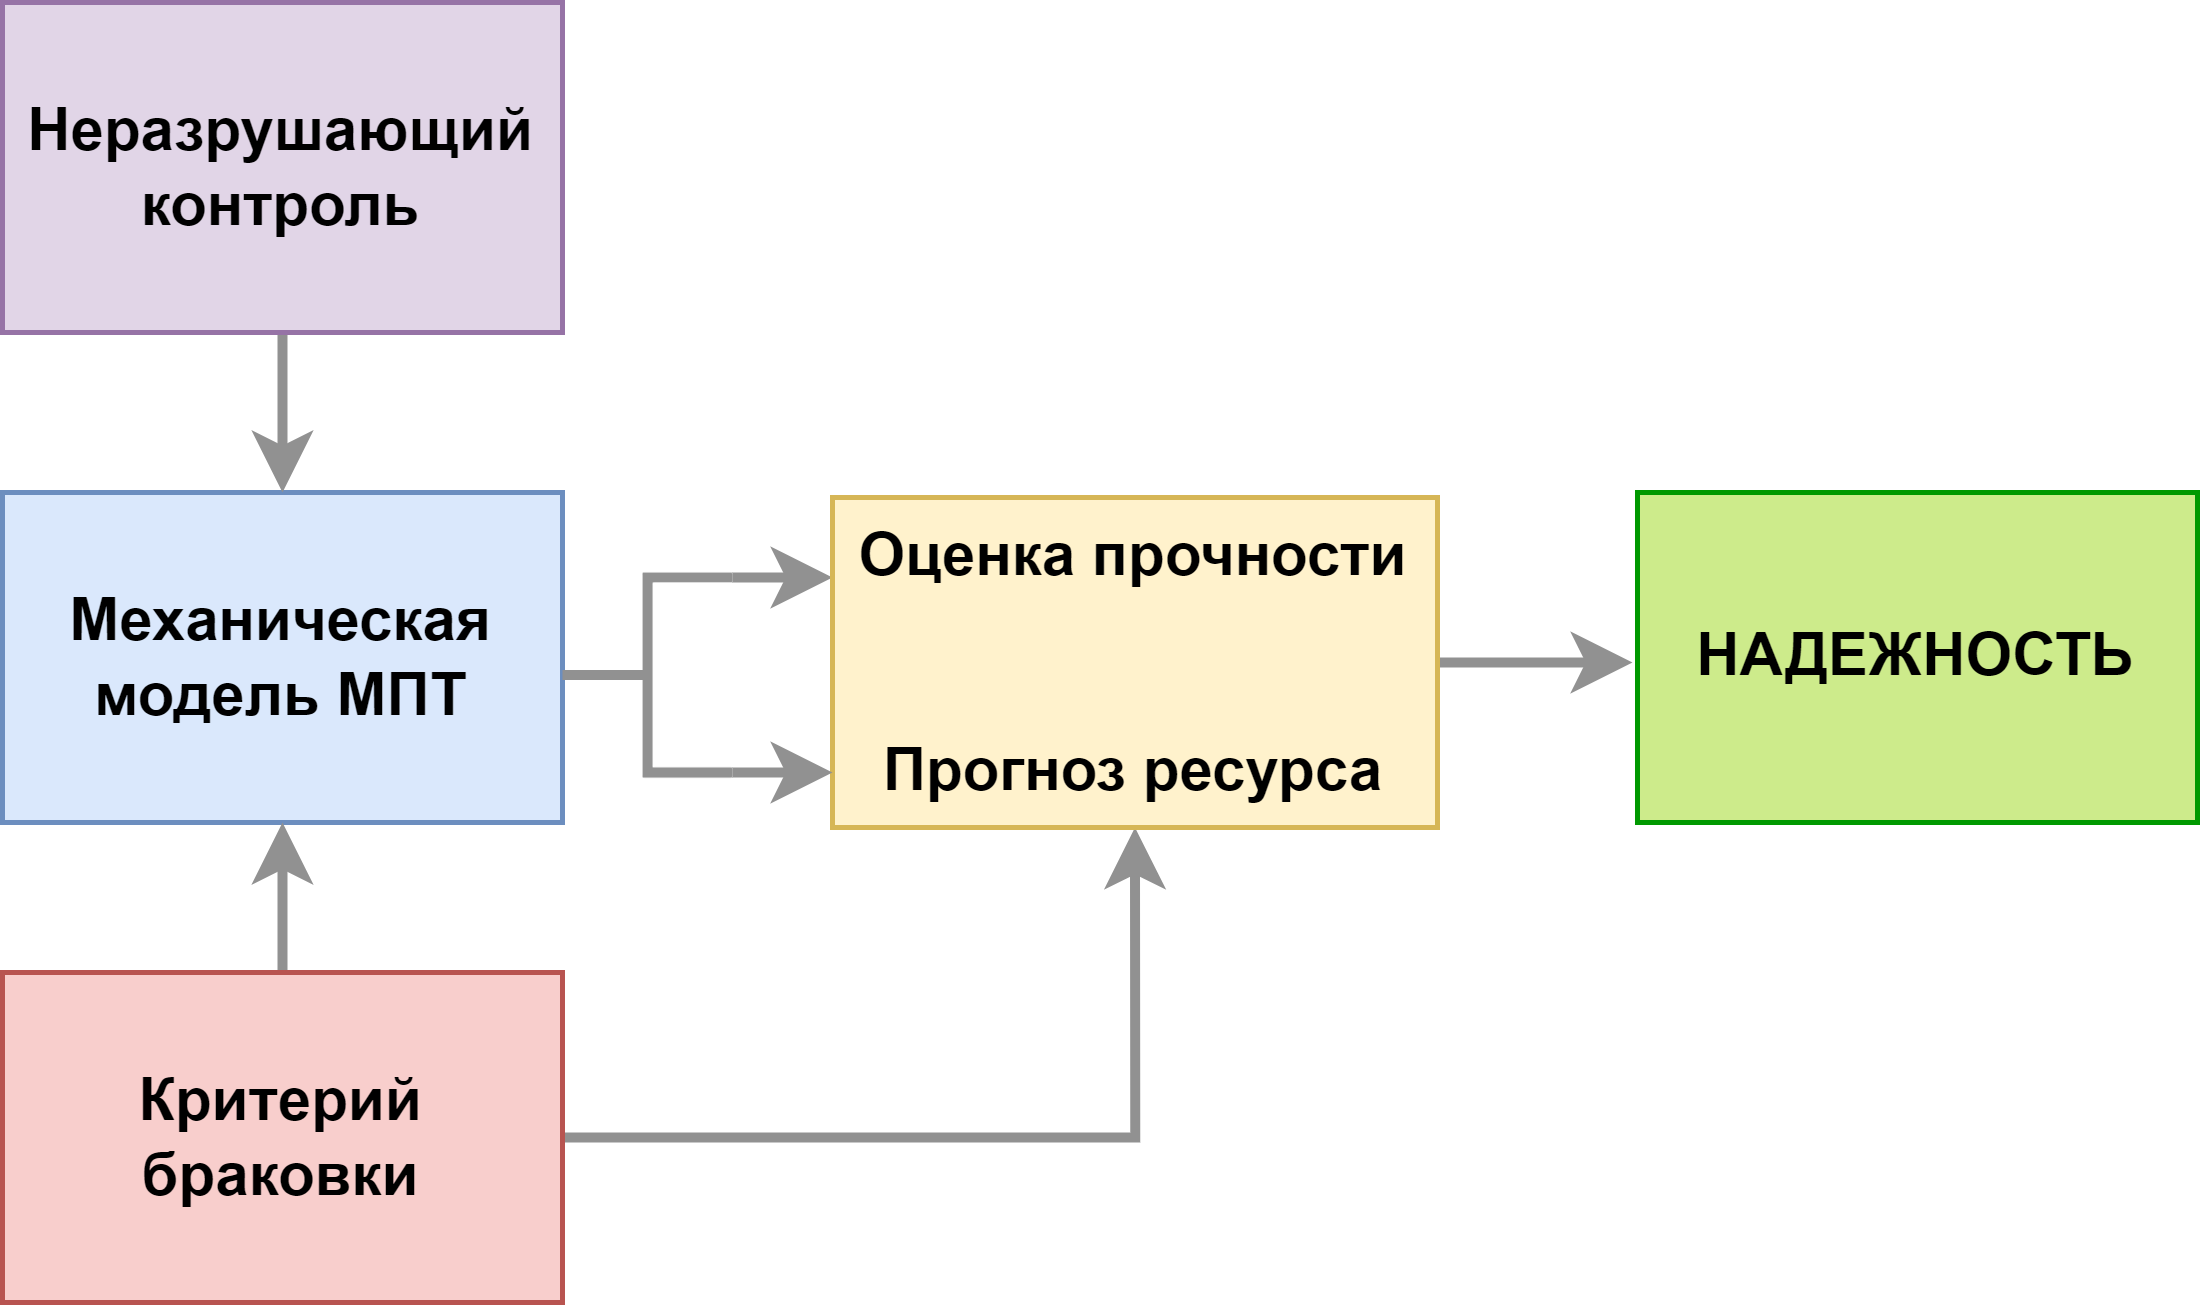 Неразрушающий
контроль
Механическая
модель МПТ
Оценка прочности
Прогноз ресурса
НАДЕЖНОСТЬ
Критерий
браковки